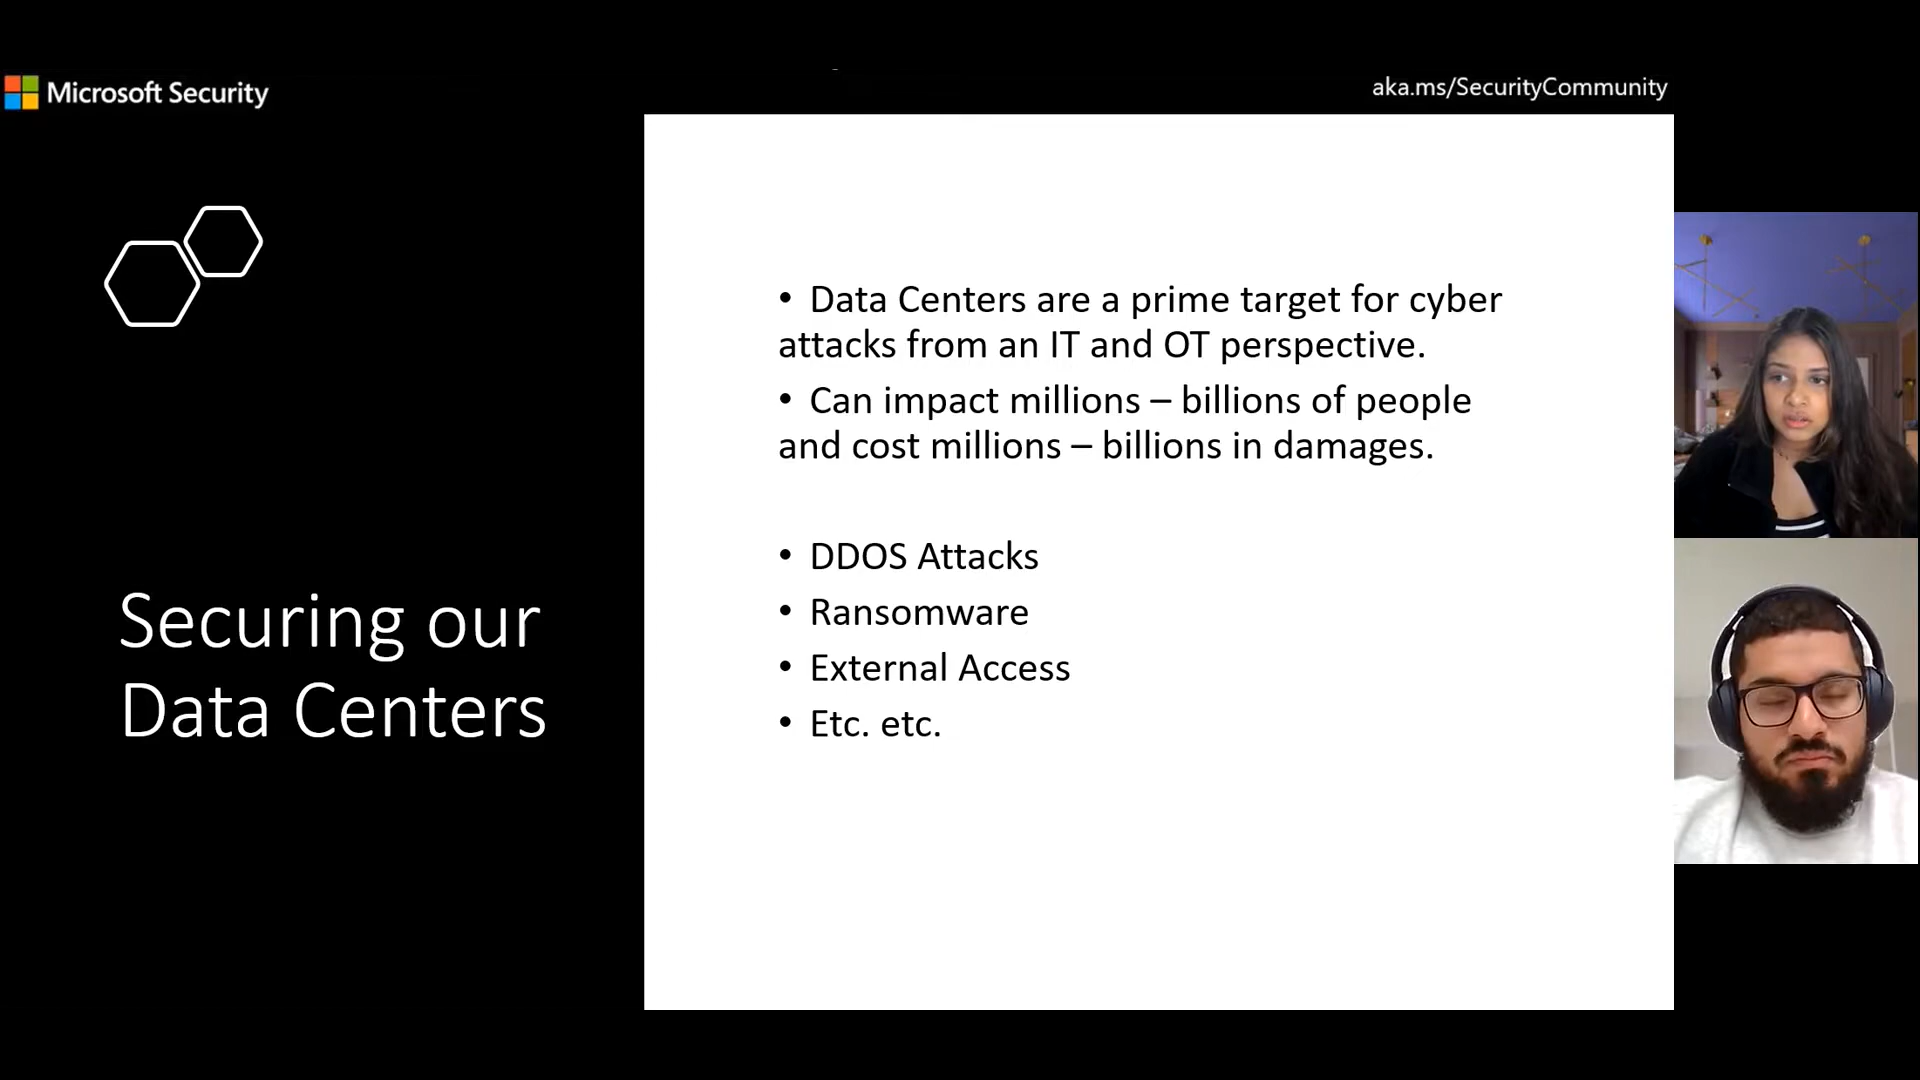 Microsoft Security
aka.ms/SecurityCommunity
Securing our
Data Centers
• Data Centers are a prime target for cyber
attacks from an IT and OT perspective.
• Can impact millions – billions of people
and cost millions – billions in damages.
• DDOS Attacks
• Ransomware
• External Access
• Etc. etc.